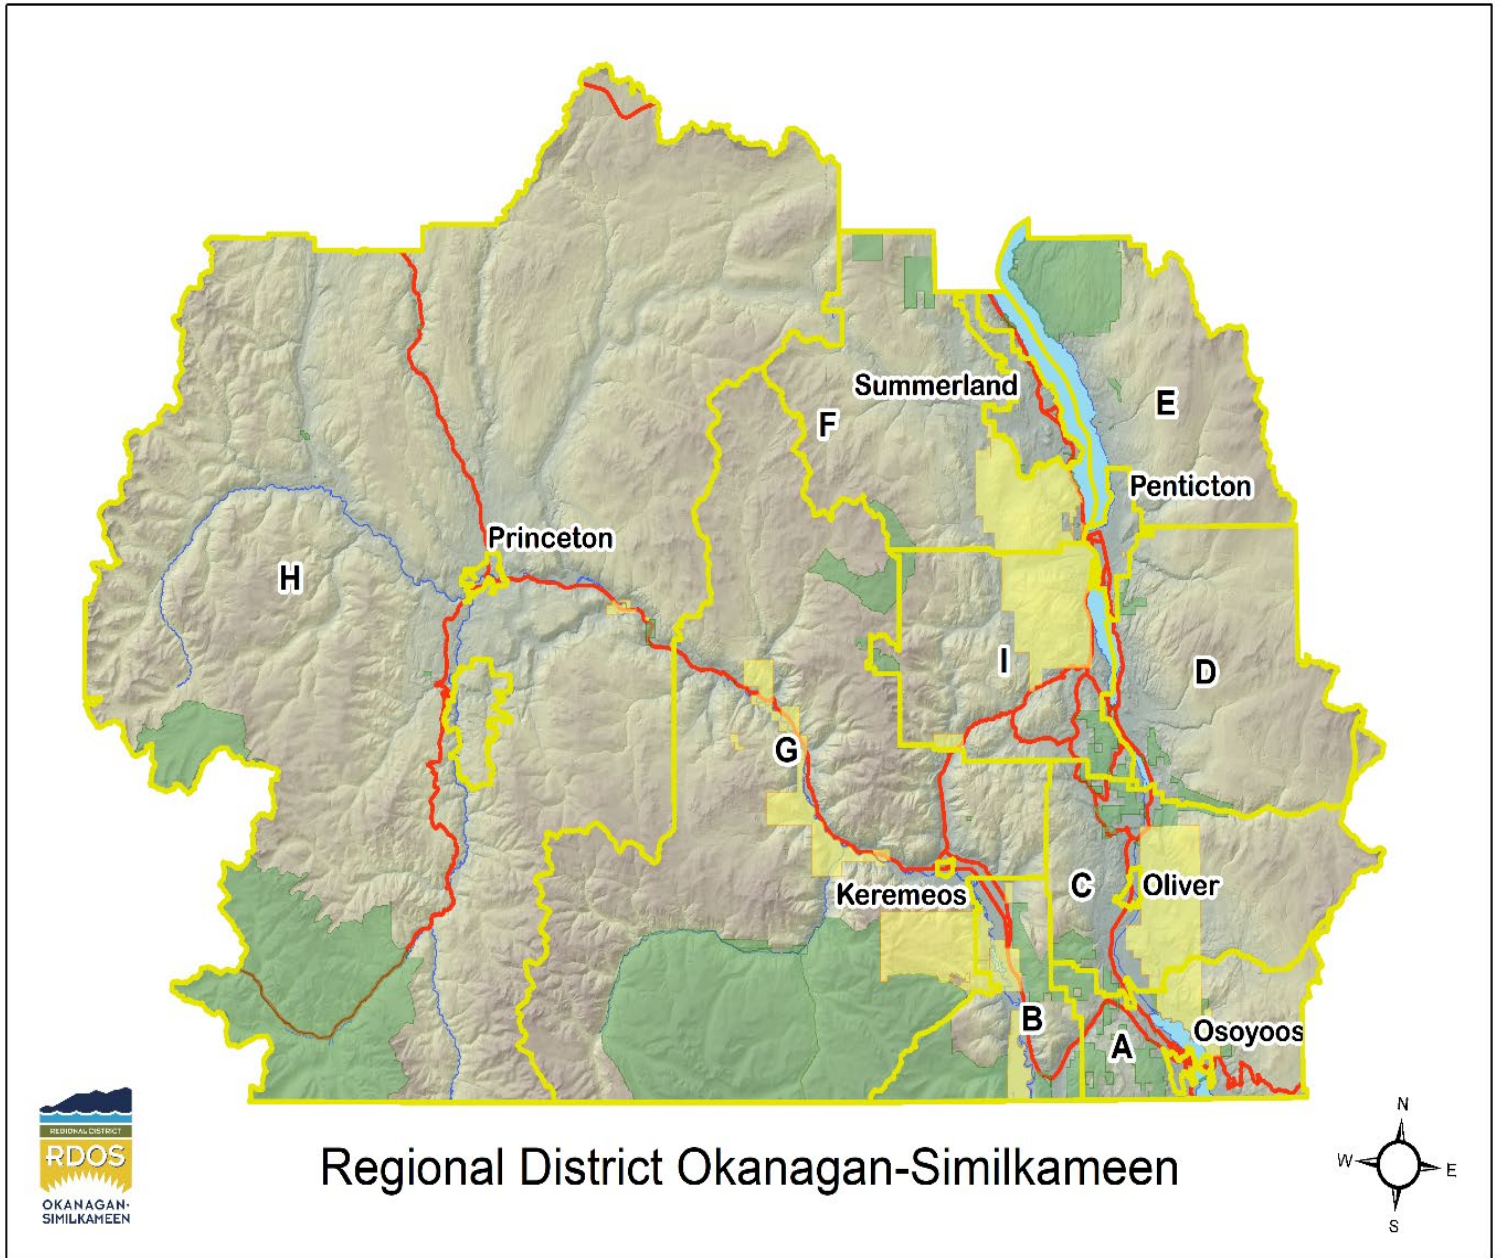 Summerland
E
F
Penticton
Princeton
H
I
D
G
Keremeos
C
Oliver
B
A
Osoyoos
REGIONAL DISTRICT
RDOS
OKANAGAN-
SIMILKAMEEN
Regional District Okanagan-Similkameen
N
W
E
S